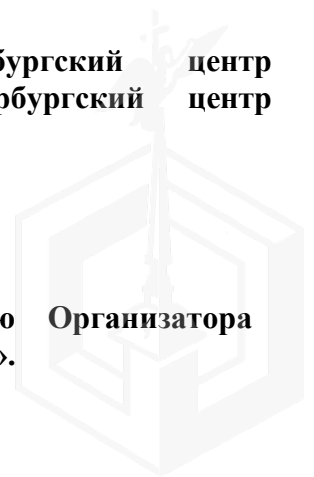 бургский центр
рбургский центр
ю Организатора
».